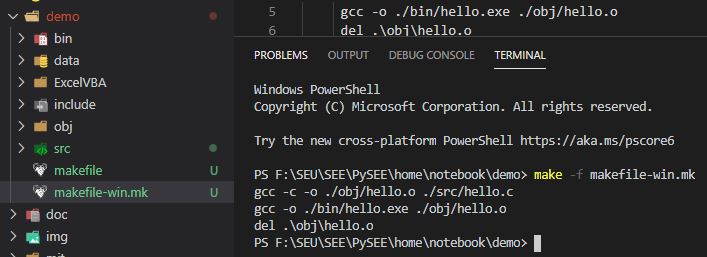 demo
bin
data
ExcelVBA
include
obj
src
makefile U
makefile-win.mk U
doc
img
5 gcc -o ./bin/hello.exe ./obj/hello.o
6 del .\obj\hello.o
PROBLEMS OUTPUT DEBUG CONSOLE TERMINAL
Windows PowerShell
Copyright (C) Microsoft Corporation. All rights reserved.
Try the new cross-platform PowerShell https://aka.ms/pscore6
PS F:\SEU\SEE\PySEE\home\notebook\demo> make -f makefile-win.mk
gcc -c -o ./obj/hello.o ./src/hello.c
gcc -o ./bin/hello.exe ./obj/hello.o
del .\obj\hello.o
PS F:\SEU\SEE\PySEE\home\notebook\demo>